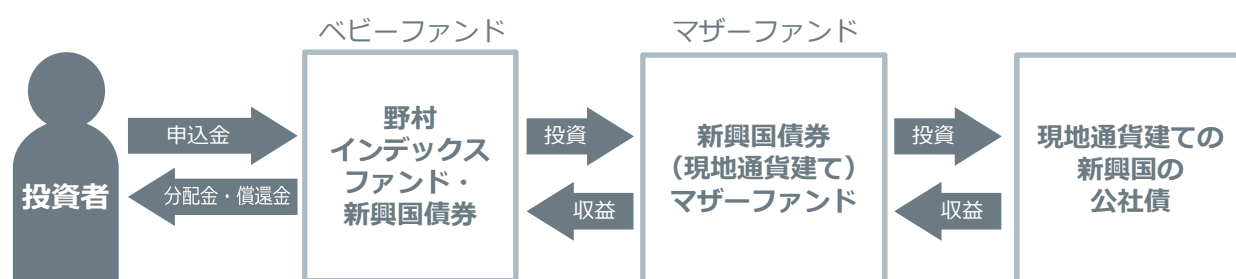 ベビーファンド
マザーファンド
投資者
申込金
分配金・償還金
野村
インデックス
ファンド・
新興国債券
投資
収益
新興国債券
（現地通貨建て）
マザーファンド
投資
収益
現地通貨建ての
新興国の
公社債